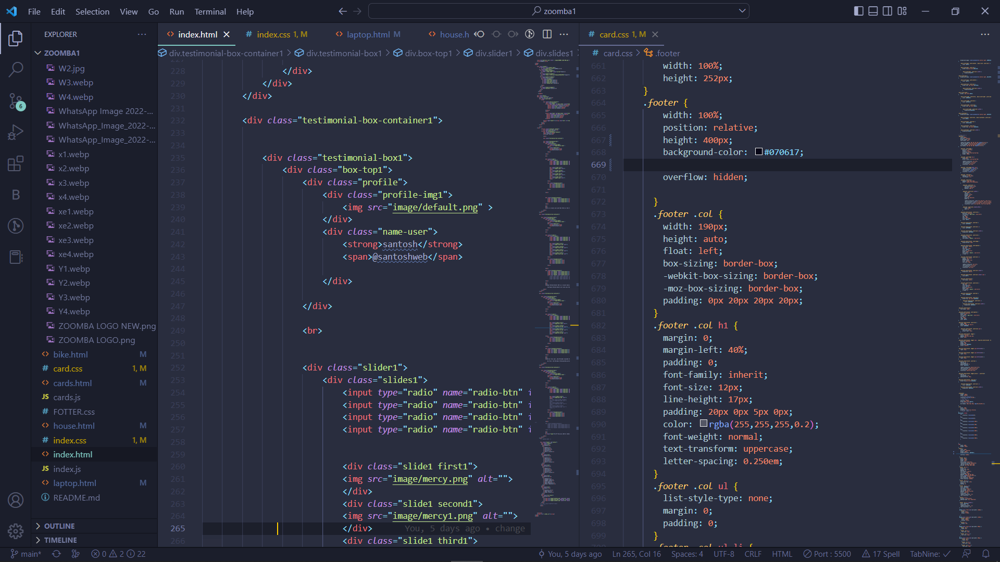 File Edit Selection View Go Run Terminal Help
zoomba1
EXPLORER
ZOOMBA1
W2.jpg
W3.webp
W4.webp
WhatsApp Image 2022-...
WhatsApp_Image_2022-...
WhatsApp_Image_2022-...
x1.webp
x2.webp
x3.webp
x4.webp
xe1.webp
xe2.webp
xe3.webp
xe4.webp
Y1.webp
Y2.webp
Y3.webp
Y4.webp
ZOOMBA LOGO NEW.png
ZOOMBA LOGO.png
bike.html M
card.css 1, M
cards.html M
JS cards.js
FOTTER.css
house.html M
index.css 1, M
index.html
JS index.js
laptop.html M
README.md
OUTLINE
TIMELINE
6
B
index.html
# index.css 1, M
laptop.html M
house.h
div.testimonial-box-container1 > div.testimonial-box1 > div.box-top1 > div.slider1 > div.slides1
228 </div>
229 </div>
230 </div>
231
232 <div class="testimonial-box-container1">
233
234
235 <div class="testimonial-box1">
236 <div class="box-top1">
237 <div class="profile">
238 <div class="profile-img1">
239 <img src="image/default.png" >
240 </div>
241 <div class="name-user">
242 <strong>santosh</strong>
243 <span>@santoshweb</span>
244
245 </div>
246
247 </div>
248
249 <br>
250
251
252 <div class="slider1">
253 <div class="slides1">
254 <input type="radio" name="radio-btn" i
255 <input type="radio" name="radio-btn" i
256 <input type="radio" name="radio-btn" i
257 <input type="radio" name="radio-btn" i
258
259
260 <div class="slide1 first1">
261 <img src="image/mercy.png" alt="">
262 </div>
263 <div class="slide1 second1">
264 <img src="image/mercy1.png" alt="">
265 </div> You, 5 days ago • change
266 <div class="slide1 third1">
# card.css 1, M
# card.css > .footer
661 width: 100%;
662 height: 252px;
663 }
664 .footer {
665 width: 100%;
666 position: relative;
667 height: 400px;
668 background-color: #070617;
669
670 overflow: hidden;
671
672 }
673 .footer .col {
674 width: 190px;
675 height: auto;
676 float: left;
677 box-sizing: border-box;
678 -webkit-box-sizing: border-box;
679 -moz-box-sizing: border-box;
680 padding: 0px 20px 20px 20px;
681 }
682 .footer .col h1 {
683 margin: 0;
684 margin-left: 40%;
685 padding: 0;
686 font-family: inherit;
687 font-size: 12px;
688 line-height: 17px;
689 padding: 20px 0px 5px 0px;
690 color: rgba(255,255,255,0.2);
691 font-weight: normal;
692 text-transform: uppercase;
693 letter-spacing: 0.250em;
694 }
695 .footer .col ul {
696 list-style-type: none;
697 margin: 0;
698 padding: 0;
699 }
main* 0 2 22
You, 5 days ago Ln 265, Col 16 Spaces: 4 UTF-8 CRLF HTML Port : 5500 17 Spell TabNine: